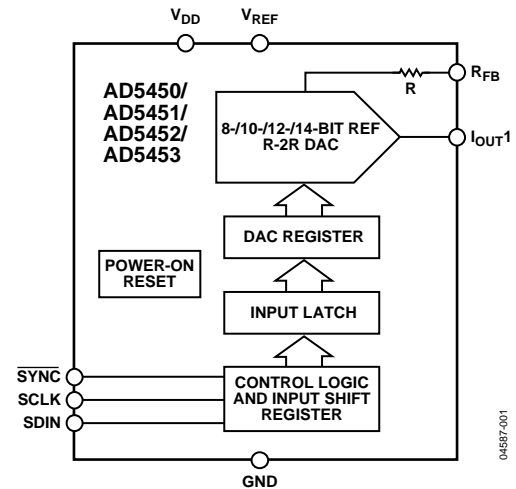 VDD
VREF
RFB
R
IOUT1
AD5450/
AD5451/
AD5452/
AD5453
8-/10-/12-/14-BIT REF
R-2R DAC
DAC REGISTER
POWER-ON
RESET
INPUT LATCH
SYNC
SCLK
SDIN
CONTROL LOGIC
AND INPUT SHIFT
REGISTER
GND
04587-001